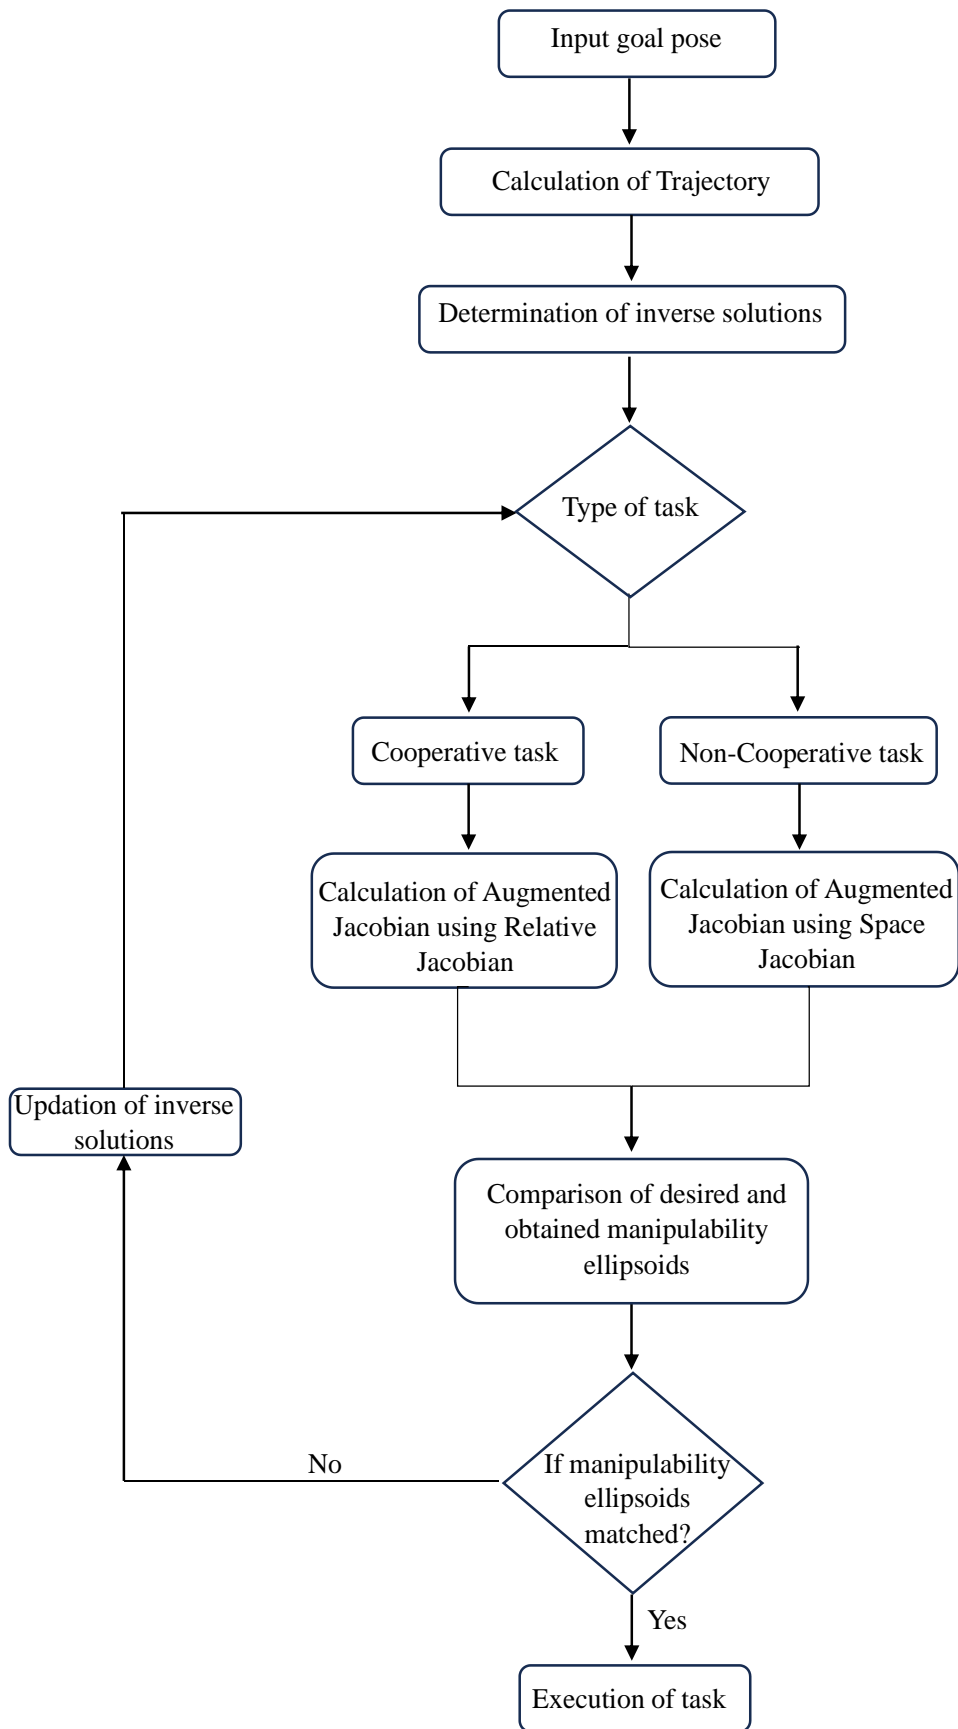 Input goal pose
Calculation of Trajectory
Determination of inverse solutions
Type of task
Cooperative task
Non-Cooperative task
Calculation of Augmented
Jacobian using Relative
Jacobian
Calculation of Augmented
Jacobian using Space
Jacobian
Updation of inverse
solutions
Comparison of desired and
obtained manipulability
ellipsoids
No
If manipulability
ellipsoids
matched?
Yes
Execution of task